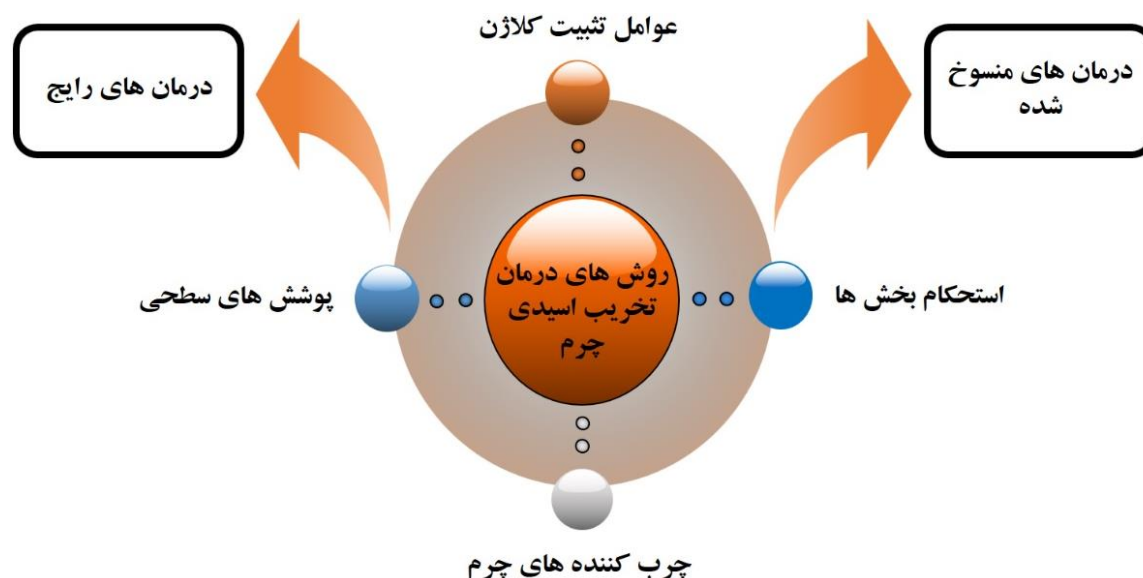 عوامل تثبیت کلاژن
درمان های منسوخ
شده
درمان های رایج
روش های درمان
تخریب اسیدی
چرم
استحکام بخش ها
پوشش های سطحی
چرب کننده های چرم